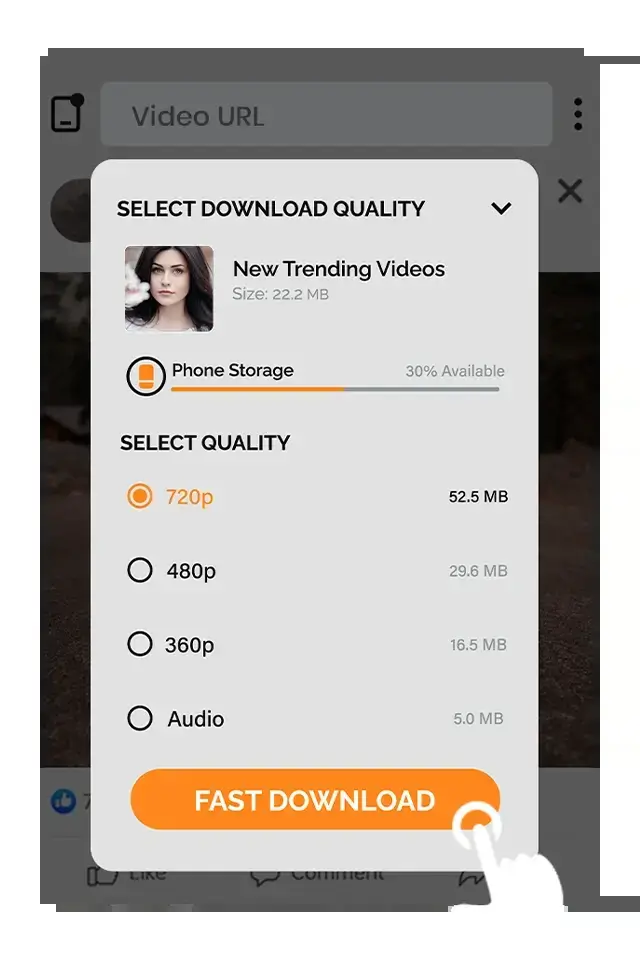 Video URL
SELECT DOWNLOAD QUALITY
New Trending Videos
Size: 22.2 MB
Phone Storage 30% Available
SELECT QUALITY
720p 52.5 MB
480p 29.6 MB
360p 16.5 MB
Audio 5.0 MB
FAST DOWNLOAD
Like Comment